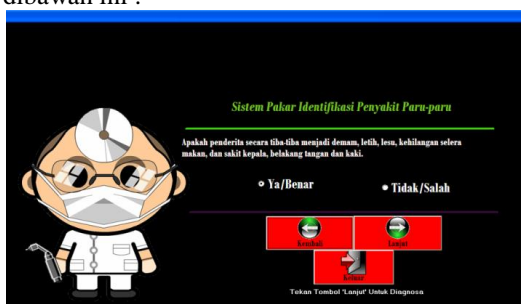 dibawah ini :
Sistem Pakar Identifikasi Penyakit Paru-paru
Apakah penderita secara tiba-tiba menjadi demam, letih, lesu, kehilangan selera
makan, dan sakit kepala, belakang tangan dan kaki.
Ya/Benar
Tidak/Salah
Kembali
Lanjut
Keluar
Tekan Tombol 'Lanjut' Untuk Diagnosa